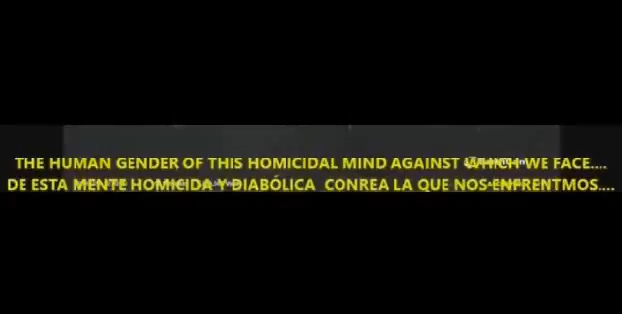 THE HUMAN GENDER OF THIS HOMICIDAL MIND AGAINST WHICH WE FACE....
DE ESTA MENTE HOMICIDA Y DIABÓLICA CONREA LA QUE NOS ENFRENTMOS....